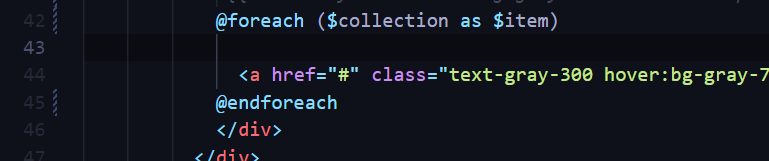 42 @foreach ($collection as $item)
43
44 <a href="#" class="text-gray-300 hover:bg-gray-7
45 @endforeach
46 </div>
47 </div>